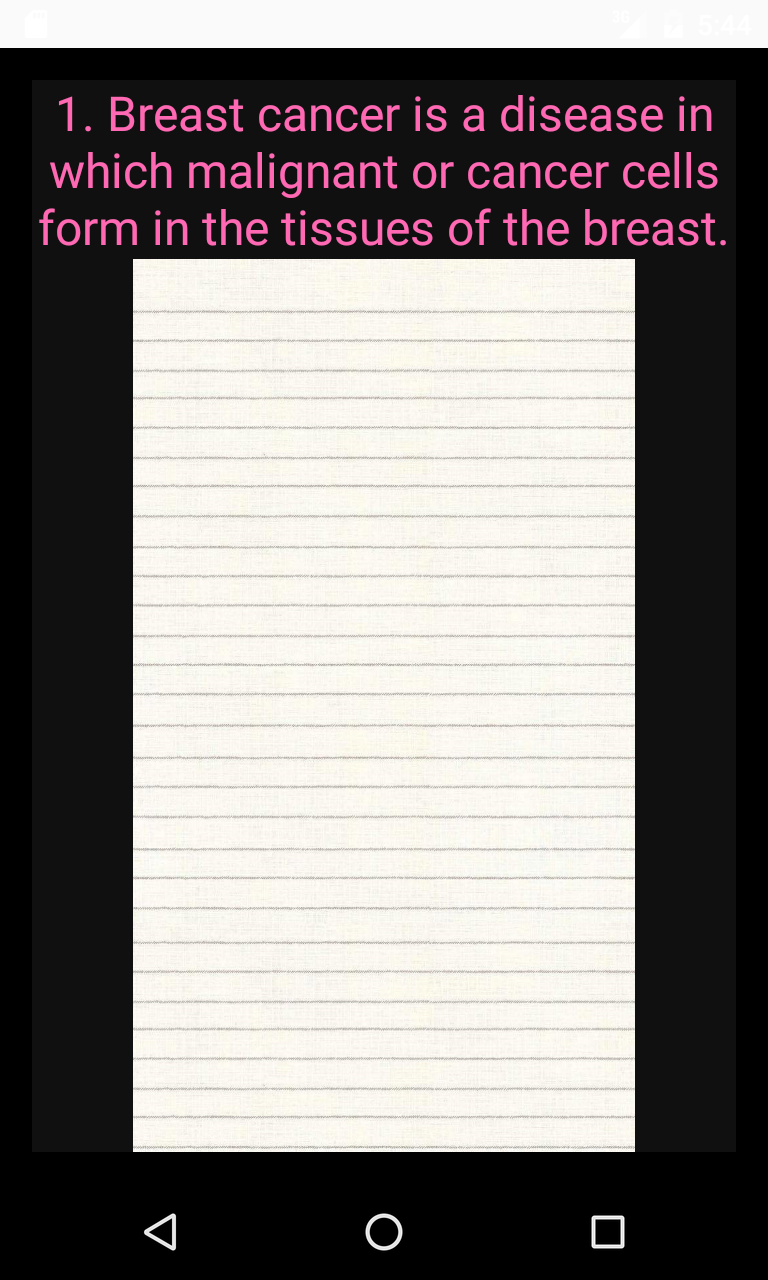 3G 5:44
1. Breast cancer is a disease in
which malignant or cancer cells
form in the tissues of the breast.